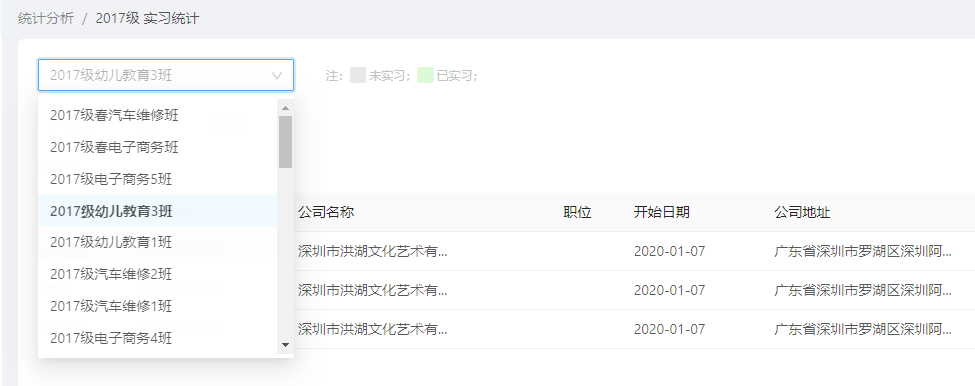 统计分析 / 2017级 实习统计
2017级幼儿教育3班
注: 未实习; 已实习;
2017级春汽车维修班
2017级春电子商务班
2017级电子商务5班
2017级幼儿教育3班
2017级幼儿教育1班
2017级汽车维修2班
2017级汽车维修1班
2017级电子商务4班
公司名称 职位 开始日期 公司地址
深圳市洪湖文化艺术有... 2020-01-07 广东省深圳市罗湖区深圳阿...
深圳市洪湖文化艺术有... 2020-01-07 广东省深圳市罗湖区深圳阿...
深圳市洪湖文化艺术有... 2020-01-07 广东省深圳市罗湖区深圳阿...